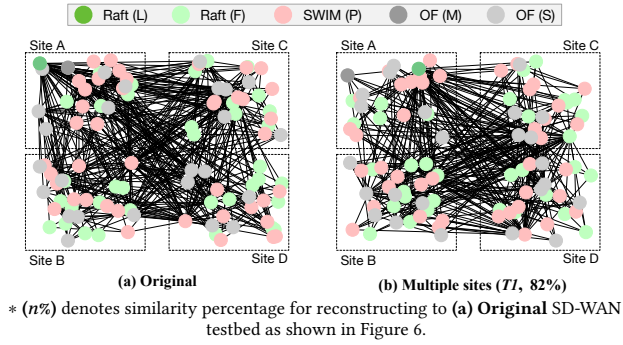 Raft (L) Raft (F) SWIM (P) OF (M) OF (S)
Site A Site C Site A Site C
Site B Site D Site B Site D
(a) Original (b) Multiple sites (T1, 82%)
* (n%) denotes similarity percentage for reconstructing to (a) Original SD-WAN
testbed as shown in Figure 6.